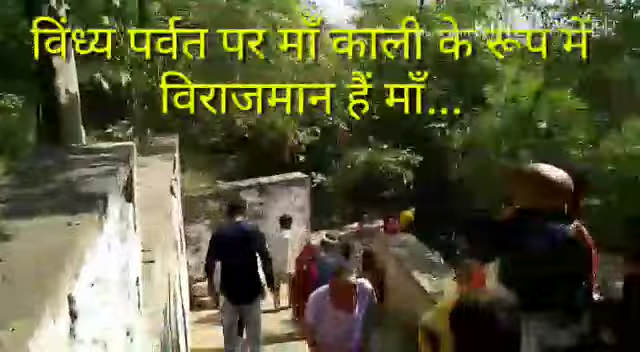 विंध्य पर्वत पर माँ काली के रूप में
विराजमान हैं माँ...